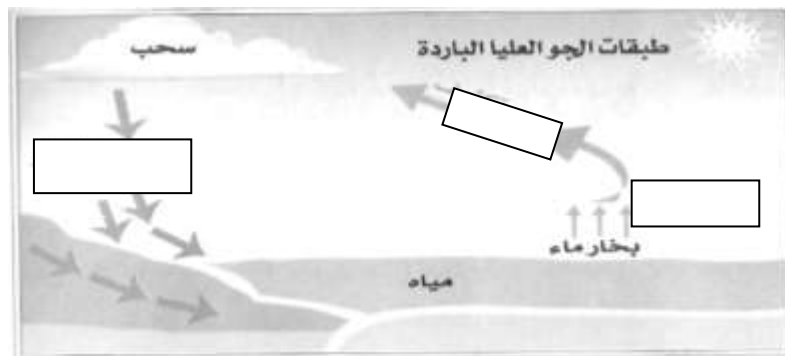 طبقات الجو العليا الباردة
سحب
بخار ماء
مياه